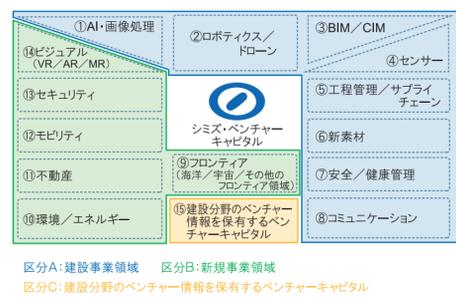 ①AI・画像処理
②ロボティクス／
ドローン
③BIM／CIM
④センサー
⑭ビジュアル
(VR／AR／MR)
⑤工程管理／サプライ
チェーン
⑬セキュリティ
シミズ・ベンチャー
キャピタル
⑥新素材
⑫モビリティ
⑨フロンティア
(海洋／宇宙／その他の
フロンティア領域)
⑦安全／健康管理
⑪不動産
⑮建設分野のベンチャー
情報を保有するベン
チャーキャピタル
⑧コミュニケーション
⑩環境／エネルギー
区分A：建設事業領域　区分B：新規事業領域
区分C：建設分野のベンチャー情報を保有するベンチャーキャピタル